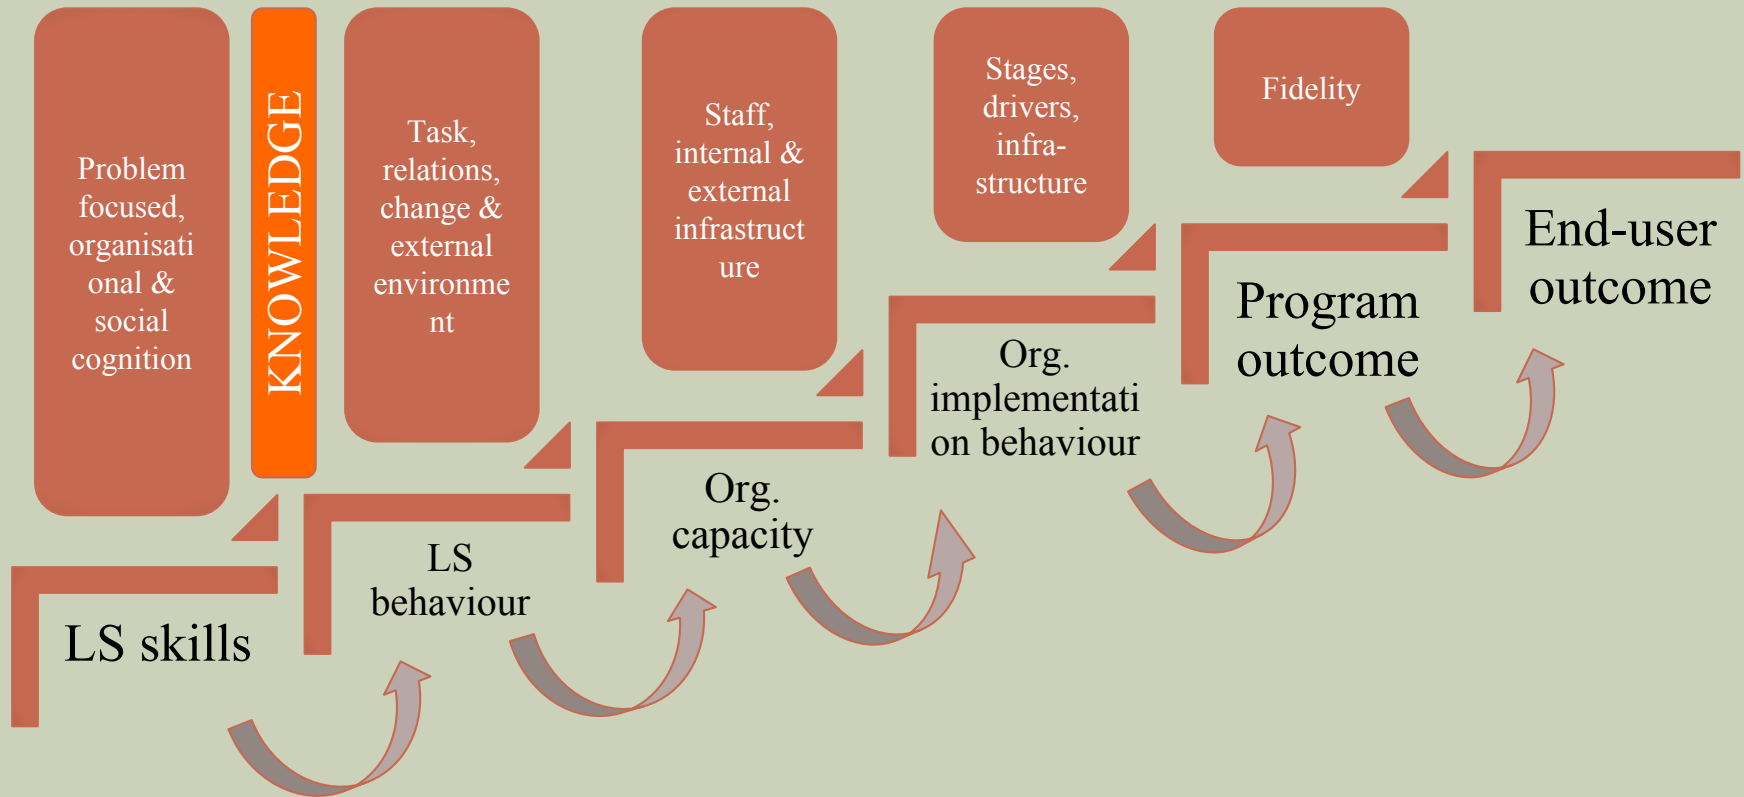 Problem
focused,
organisati
onal &
social
cognition
KNOWLEDGE
Task,
relations,
change &
external
environme
nt
Staff,
internal &
external
infrastruct
ure
Stages,
drivers,
infra-
structure
Fidelity
LS skills
LS
behaviour
Org.
capacity
Org.
implementati
on behaviour
Program
outcome
End-user
outcome